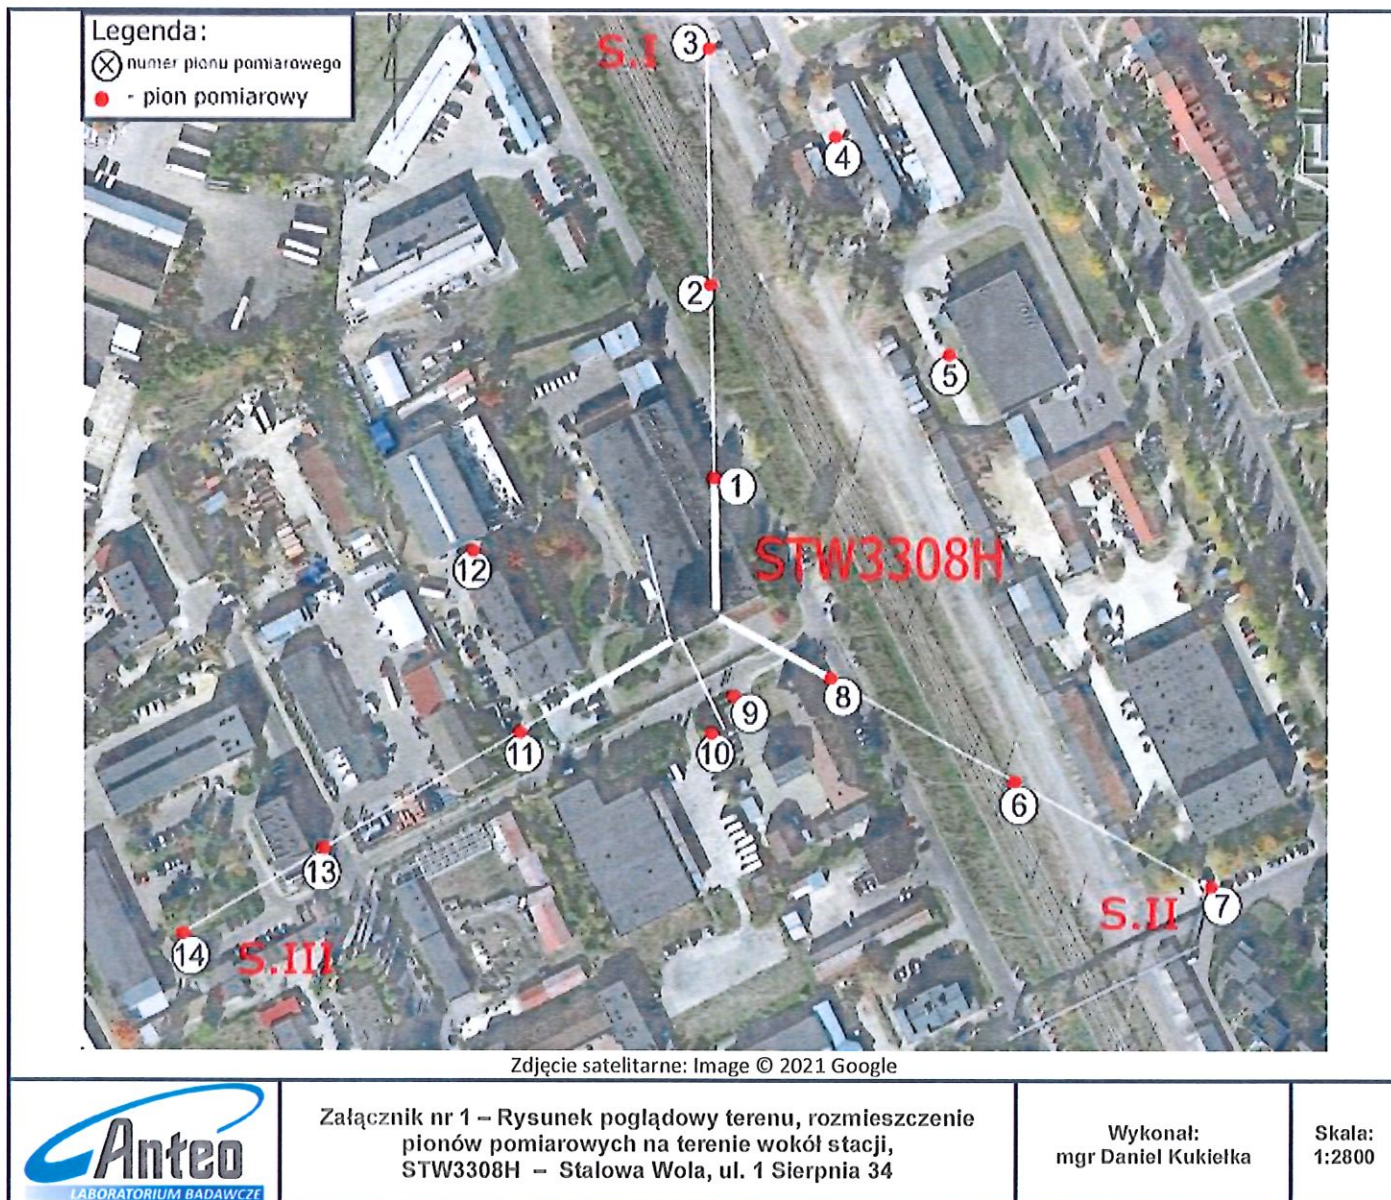 Legenda:
X numer pionu pomiarowego
- pion pomiarowy
S.I
3
4
2
5
1
STW3308H
12
8
9
10
11
6
13
7
S.II
14
S.III
Zdjęcie satelitarne: Image © 2021 Google
Anteo
LABORATORIUM BADAWCZE
Załącznik nr 1 – Rysunek poglądowy terenu, rozmieszczenie
pionów pomiarowych na terenie wokół stacji,
STW3308H – Stalowa Wola, ul. 1 Sierpnia 34
Wykonał:
mgr Daniel Kukiełka
Skala:
1:2800